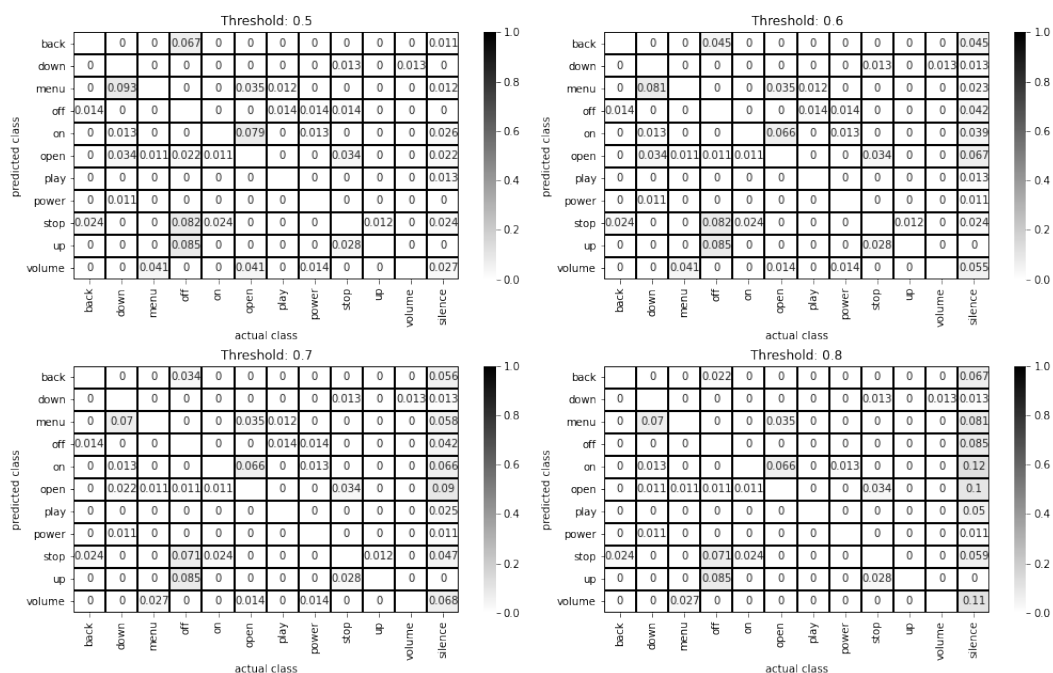 Threshold: 0.5
predicted class
back 0 0 0.067 0 0 0 0 0 0 0 0.011
down 0 0 0 0 0 0 0 0.013 0 0.013 0
menu 0 0.093 0 0 0.035 0.012 0 0 0 0 0.012
off 0.014 0 0 0 0 0.014 0.014 0.014 0 0 0
on 0 0.013 0 0 0.079 0 0.013 0 0 0 0.026
open 0 0.034 0.011 0.022 0.011 0 0 0.034 0 0 0.022
play 0 0 0 0 0 0 0 0 0 0 0.013
power 0 0.011 0 0 0 0 0 0 0 0 0
stop 0.024 0 0 0.082 0.024 0 0 0 0.012 0 0.024
up 0 0 0 0.085 0 0 0 0 0.028 0 0
volume 0 0 0.041 0 0 0.041 0 0.014 0 0 0.027
back down menu off on open play power stop up volume silence
actual class
1.0
0.8
0.6
0.4
0.2
0.0
Threshold: 0.6
predicted class
back 0 0 0.045 0 0 0 0 0 0 0 0.045
down 0 0 0 0 0 0 0 0.013 0 0.013 0.013
menu 0 0.081 0 0 0.035 0.012 0 0 0 0 0.023
off 0.014 0 0 0 0 0.014 0.014 0 0 0 0.042
on 0 0.013 0 0 0.066 0 0.013 0 0 0 0.039
open 0 0.034 0.011 0.011 0.011 0 0 0.034 0 0 0.067
play 0 0 0 0 0 0 0 0 0 0 0.013
power 0 0.011 0 0 0 0 0 0 0 0 0.011
stop 0.024 0 0 0.082 0.024 0 0 0 0.012 0 0.024
up 0 0 0 0.085 0 0 0 0 0.028 0 0
volume 0 0 0.041 0 0 0.014 0 0.014 0 0 0.055
back down menu off on open play power stop up volume silence
actual class
1.0
0.8
0.6
0.4
0.2
0.0
Threshold: 0.7
predicted class
back 0 0 0.034 0 0 0 0 0 0 0 0.056
down 0 0 0 0 0 0 0 0.013 0 0.013 0.013
menu 0 0.07 0 0 0.035 0.012 0 0 0 0 0.058
off 0.014 0 0 0 0 0.014 0.014 0 0 0 0.042
on 0 0.013 0 0 0.066 0 0.013 0 0 0 0.066
open 0 0.022 0.011 0.011 0.011 0 0 0.034 0 0 0.09
play 0 0 0 0 0 0 0 0 0 0 0.025
power 0 0.011 0 0 0 0 0 0 0 0 0.011
stop 0.024 0 0 0.071 0.024 0 0 0 0.012 0 0.047
up 0 0 0 0.085 0 0 0 0 0.028 0 0
volume 0 0 0.027 0 0 0.014 0 0.014 0 0 0.068
back down menu off on open play power stop up volume silence
actual class
1.0
0.8
0.6
0.4
0.2
0.0
Threshold: 0.8
predicted class
back 0 0 0.022 0 0 0 0 0 0 0 0.067
down 0 0 0 0 0 0 0 0.013 0 0.013 0.013
menu 0 0.07 0 0 0.035 0 0 0 0 0 0.081
off 0 0 0 0 0 0 0 0 0 0 0.085
on 0 0.013 0 0 0.066 0 0.013 0 0 0 0.12
open 0 0.011 0.011 0.011 0.011 0 0 0.034 0 0 0.1
play 0 0 0 0 0 0 0 0 0 0 0.05
power 0 0.011 0 0 0 0 0 0 0 0 0.011
stop 0.024 0 0 0.071 0.024 0 0 0 0 0 0.059
up 0 0 0 0.085 0 0 0 0 0.028 0 0
volume 0 0 0.027 0 0 0 0 0 0 0 0.11
back down menu off on open play power stop up volume silence
actual class
1.0
0.8
0.6
0.4
0.2
0.0